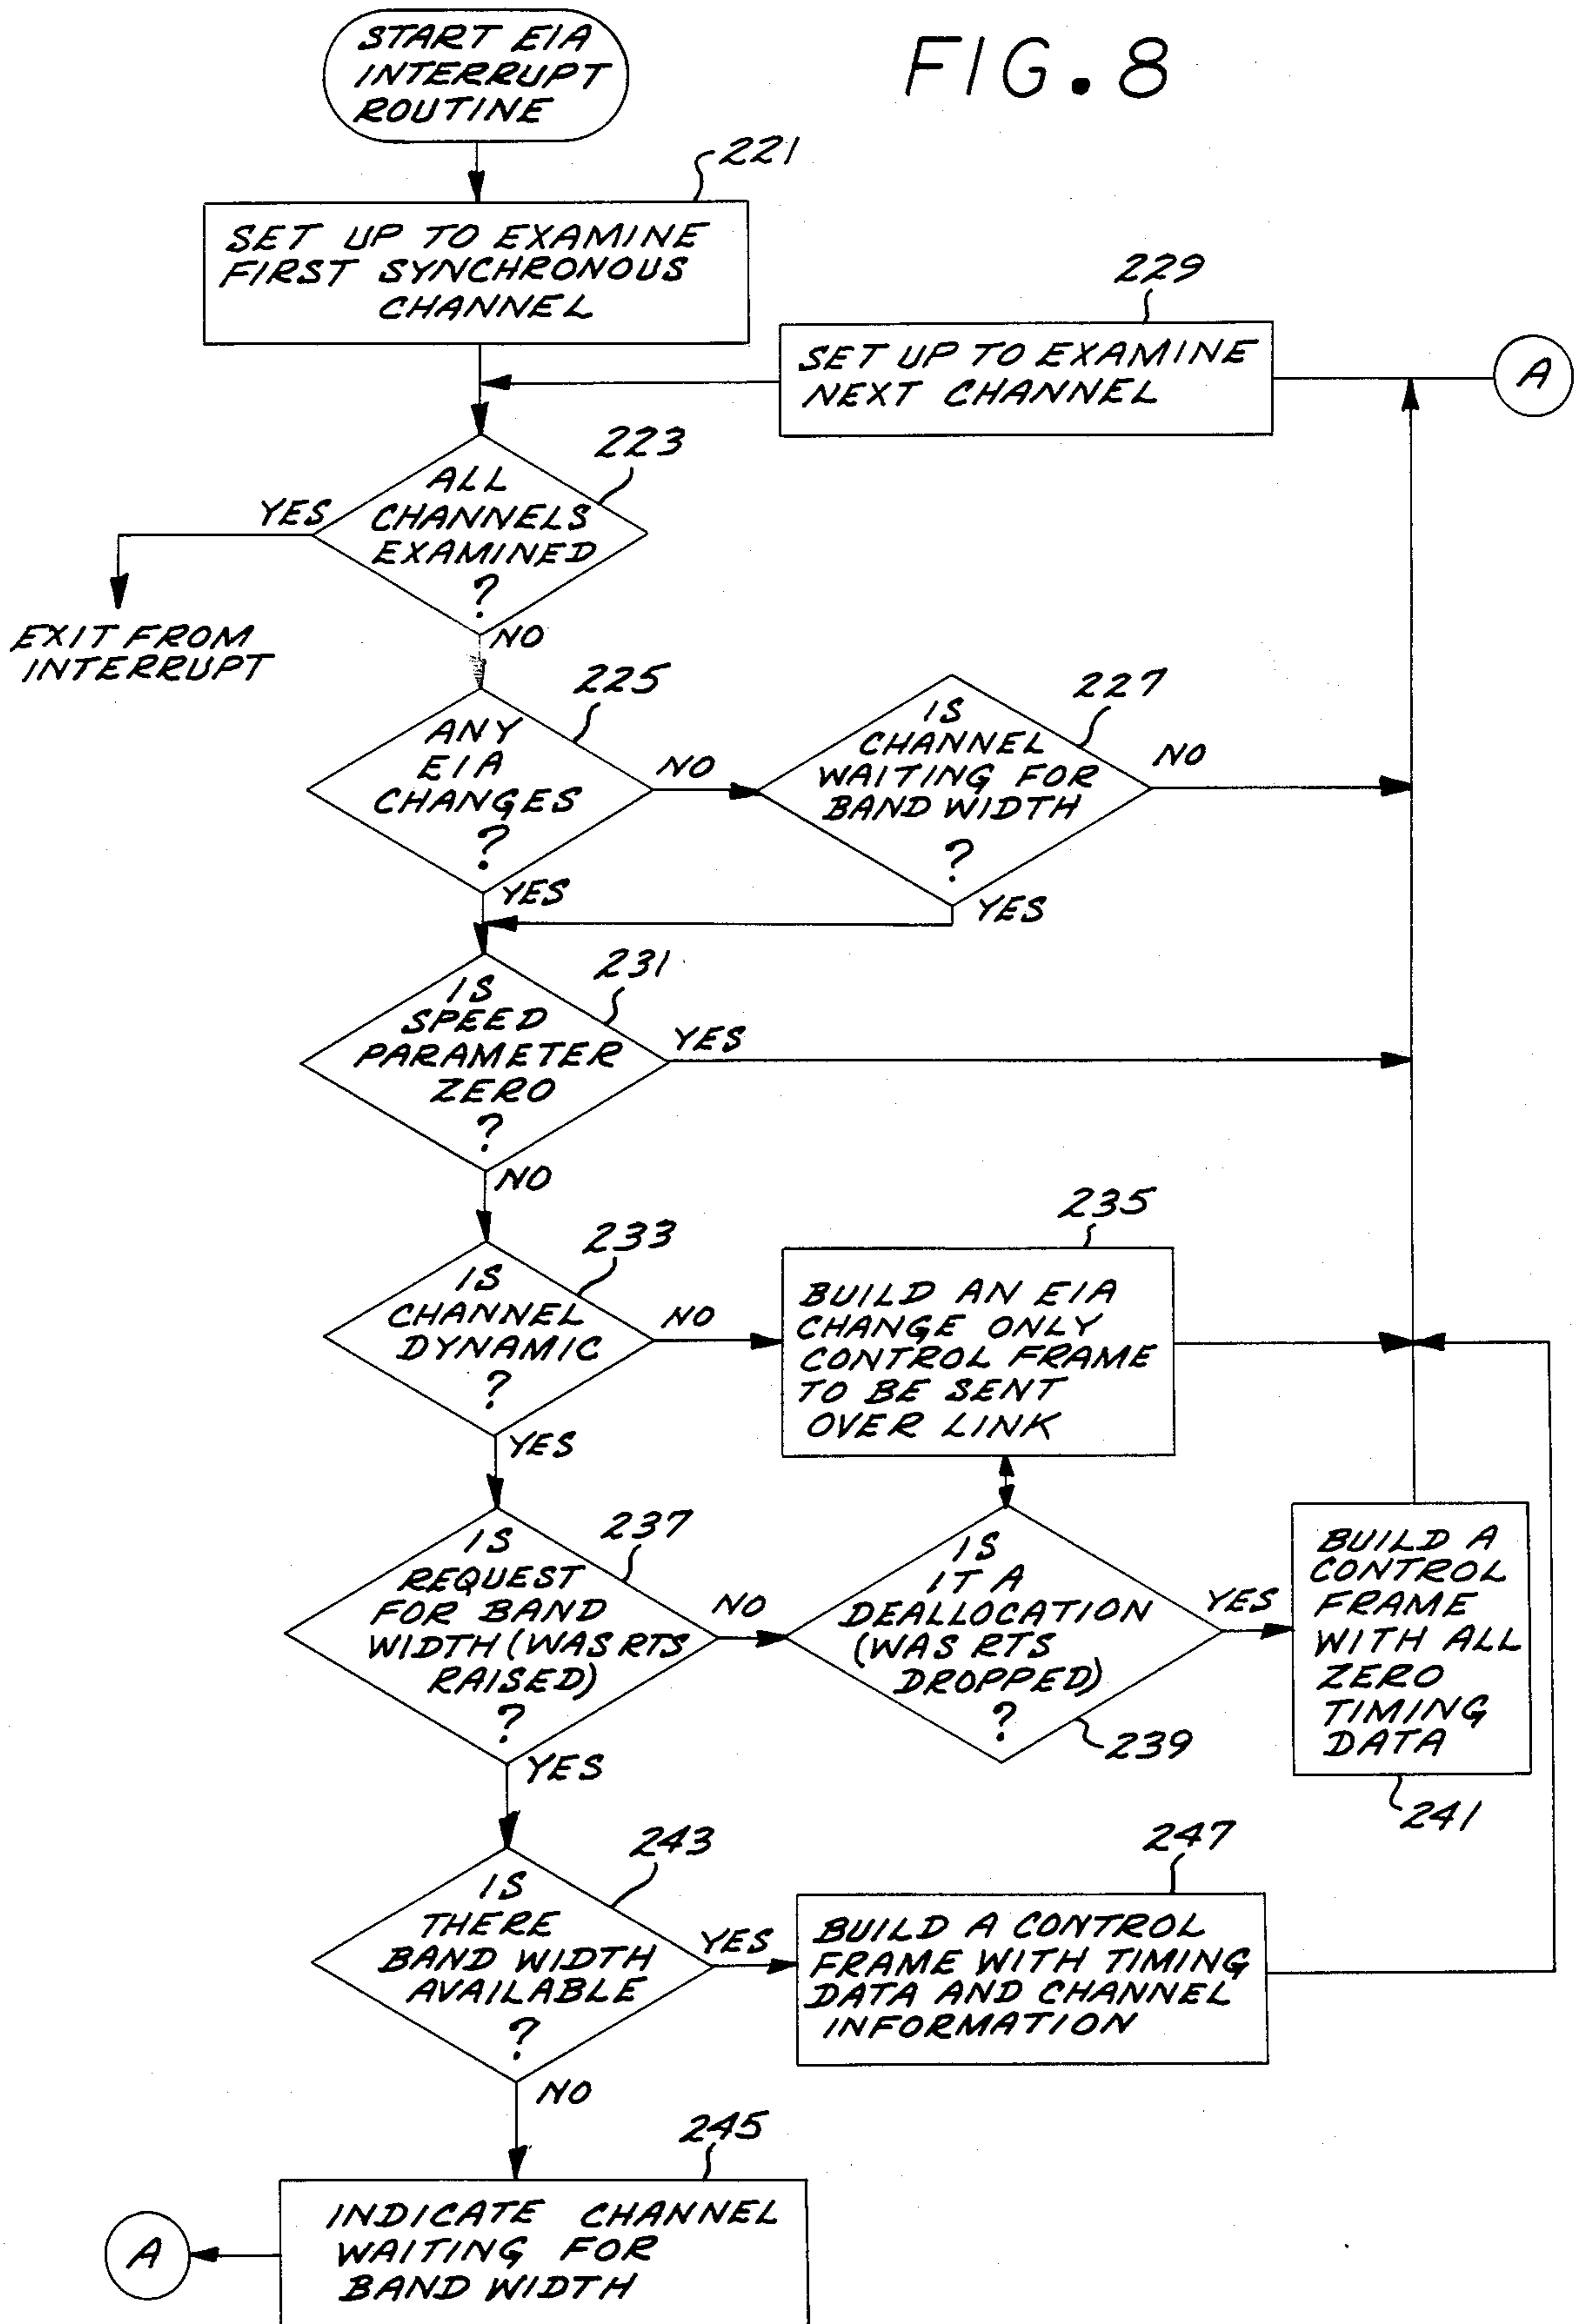 START EIA
INTERRUPT
ROUTINE
FIG. 8
221
SET UP TO EXAMINE
FIRST SYNCHRONOUS
CHANNEL
229
SET UP TO EXAMINE
NEXT CHANNEL
A
223
ALL
CHANNELS
EXAMINED
?
YES
NO
EXIT FROM
INTERRUPT
225
ANY
EIA
CHANGES
?
NO
YES
227
IS
CHANNEL
WAITING FOR
BAND WIDTH
?
NO
YES
231
IS
SPEED
PARAMETER
ZERO
?
YES
NO
233
IS
CHANNEL
DYNAMIC
?
NO
YES
235
BUILD AN EIA
CHANGE ONLY
CONTROL FRAME
TO BE SENT
OVER LINK
237
IS
REQUEST
FOR BAND
WIDTH (WAS RTS
RAISED)
?
NO
YES
IS
IT A
DEALLOCATION
(WAS RTS
DROPPED)
?
239
YES
BUILD A
CONTROL
FRAME
WITH ALL
ZERO
TIMING
DATA
241
243
IS
THERE
BAND WIDTH
AVAILABLE
?
YES
NO
247
BUILD A CONTROL
FRAME WITH TIMING
DATA AND CHANNEL
INFORMATION
245
INDICATE CHANNEL
WAITING FOR
BAND WIDTH
A